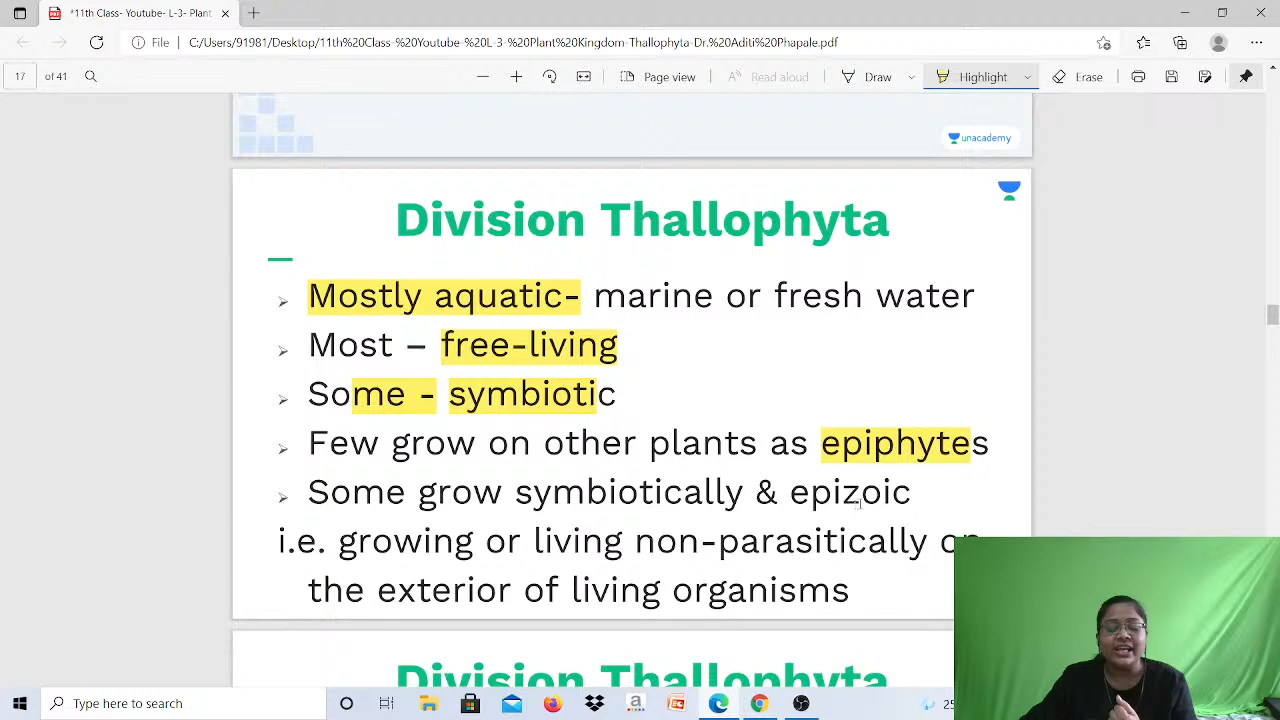 *11th Class- Youtube- L-3- Plant
File
C:/Users/91981/Desktop/11th%20Class-%20Youtube%20-L-3-%20Plant%20Kingdom-Thallophyta-Dr.%20Aditi%20Phapale.pdf
17 of 41
Page view
Read aloud
Draw
Highlight
Erase
unacademy
Division Thallophyta
Mostly aquatic- marine or fresh water
Most – free-living
Some - symbiotic
Few grow on other plants as epiphytes
Some grow symbiotically & epizoic
i.e. growing or living non-parasitically on
the exterior of living organisms
Division Thallophyta
Type here to search